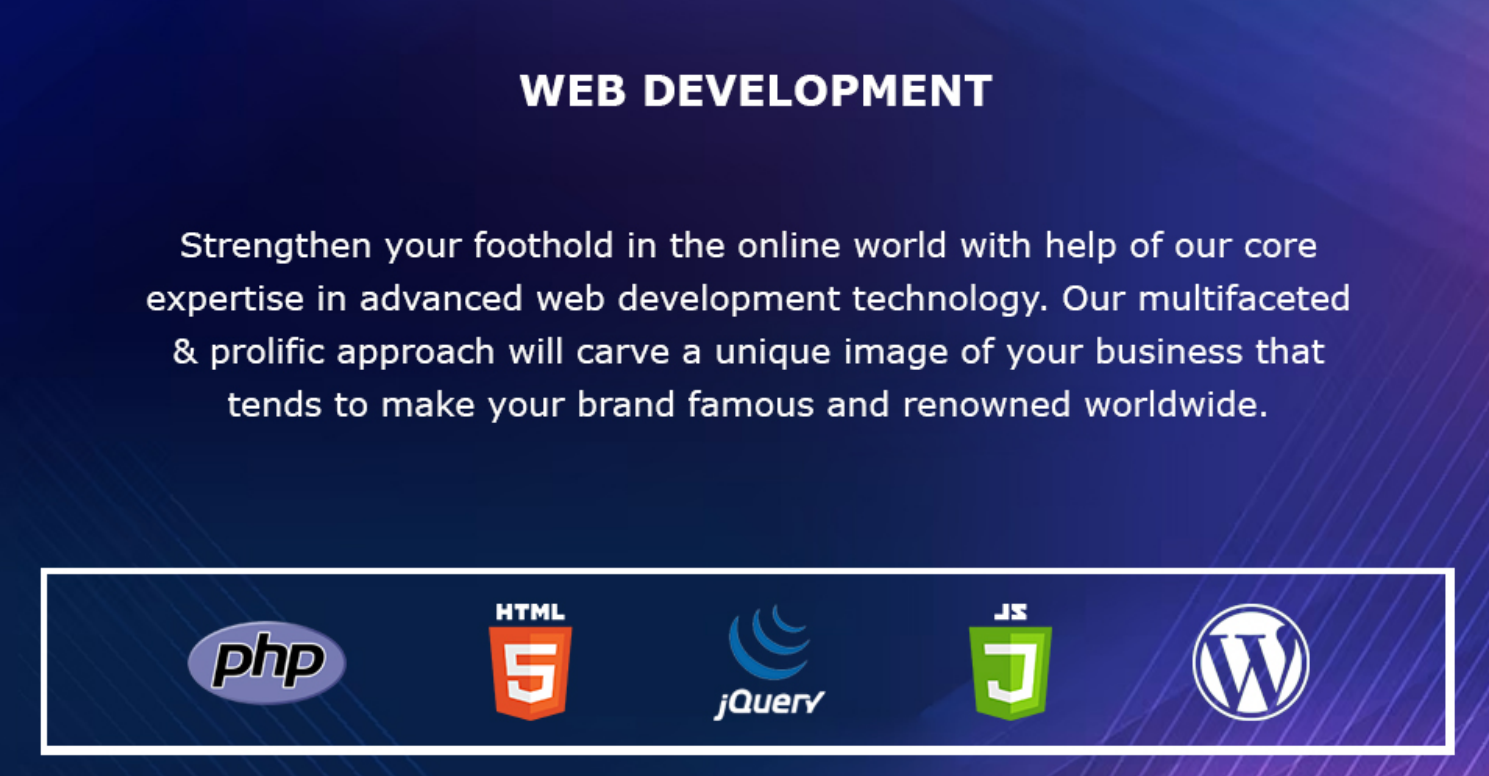 WEB DEVELOPMENT
Strengthen your foothold in the online world with help of our core
expertise in advanced web development technology. Our multifaceted
& prolific approach will carve a unique image of your business that
tends to make your brand famous and renowned worldwide.
php
HTML
5
jQuery
JS
J
W